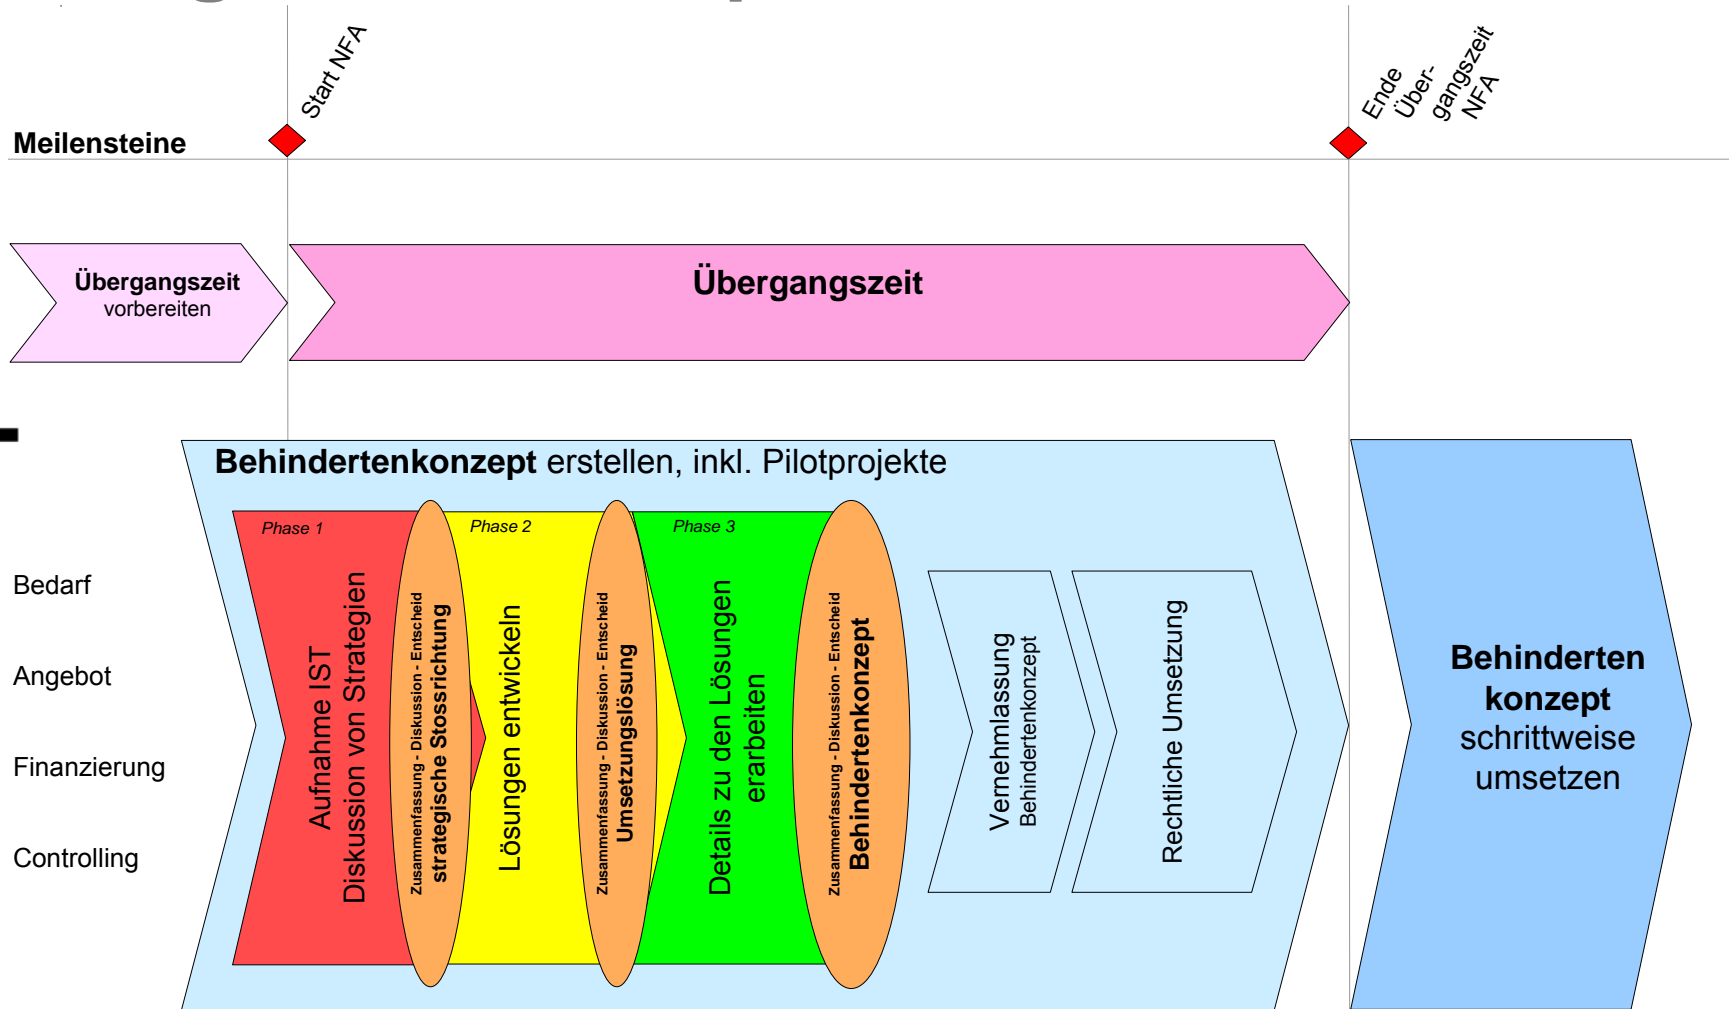 Start NFA
Ende
Über-
gangszeit
NFA
Meilensteine
Übergangszeit
vorbereiten
Übergangszeit
Behindertenkonzept erstellen, inkl. Pilotprojekte
Phase 1
Phase 2
Phase 3
Bedarf
Angebot
Finanzierung
Controlling
Aufnahme IST
Diskussion von Strategien
Zusammenfassung - Diskussion - Entscheid
strategische Stossrichtung
Lösungen entwickeln
Zusammenfassung - Diskussion - Entscheid
Umsetzungslösung
Details zu den Lösungen
erarbeiten
Zusammenfassung - Diskussion - Entscheid
Behindertenkonzept
Vernehmlassung
Behindertenkonzept
Rechtliche Umsetzung
Behinderten
konzept
schrittweise
umsetzen